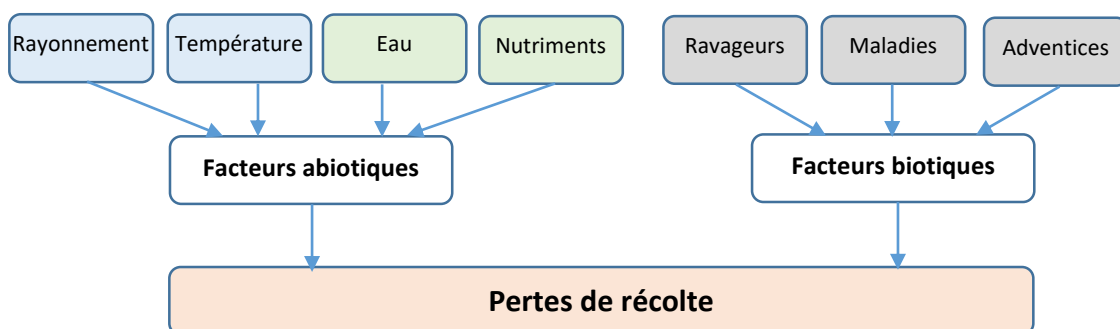 Rayonnement
Température
Eau
Nutriments
Ravageurs
Maladies
Adventices
Facteurs abiotiques
Facteurs biotiques
Pertes de récolte